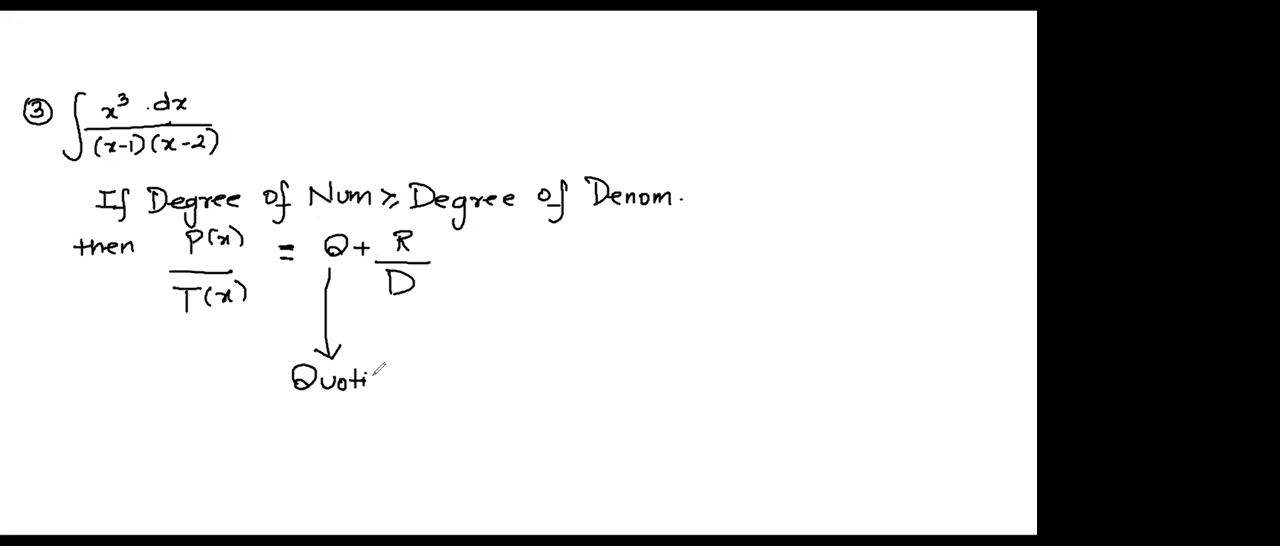 ③ ∫ x³ .dx
(x-1)(x-2)
If Degree of Num ≥ Degree of Denom.
then P(x) = Q + R
T(x) D
Quoti